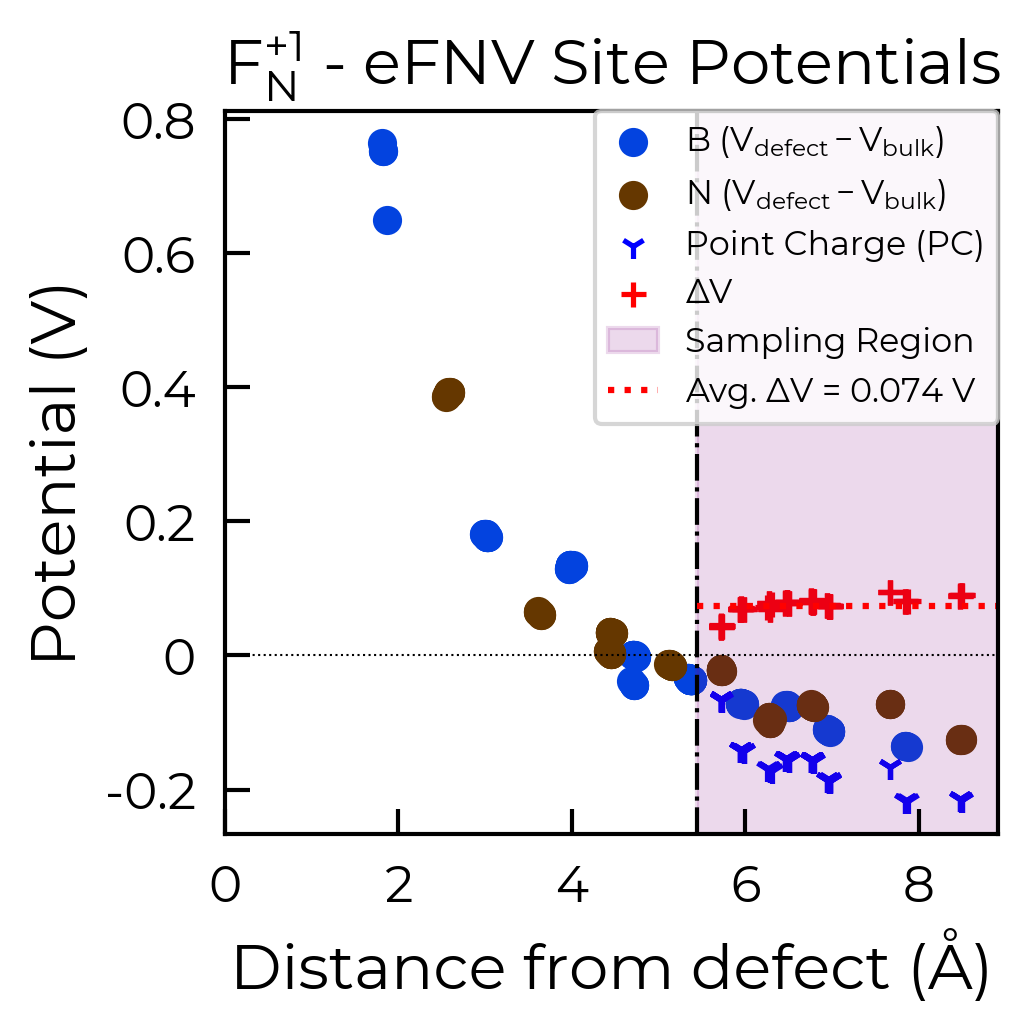 F_N^{+1} - eFNV Site Potentials
B (V_defect – V_bulk)
N (V_defect – V_bulk)
Point Charge (PC)
ΔV
Sampling Region
Avg. ΔV = 0.074 V
Potential (V)
0.8
0.6
0.4
0.2
0
-0.2
0 2 4 6 8
Distance from defect (Å)